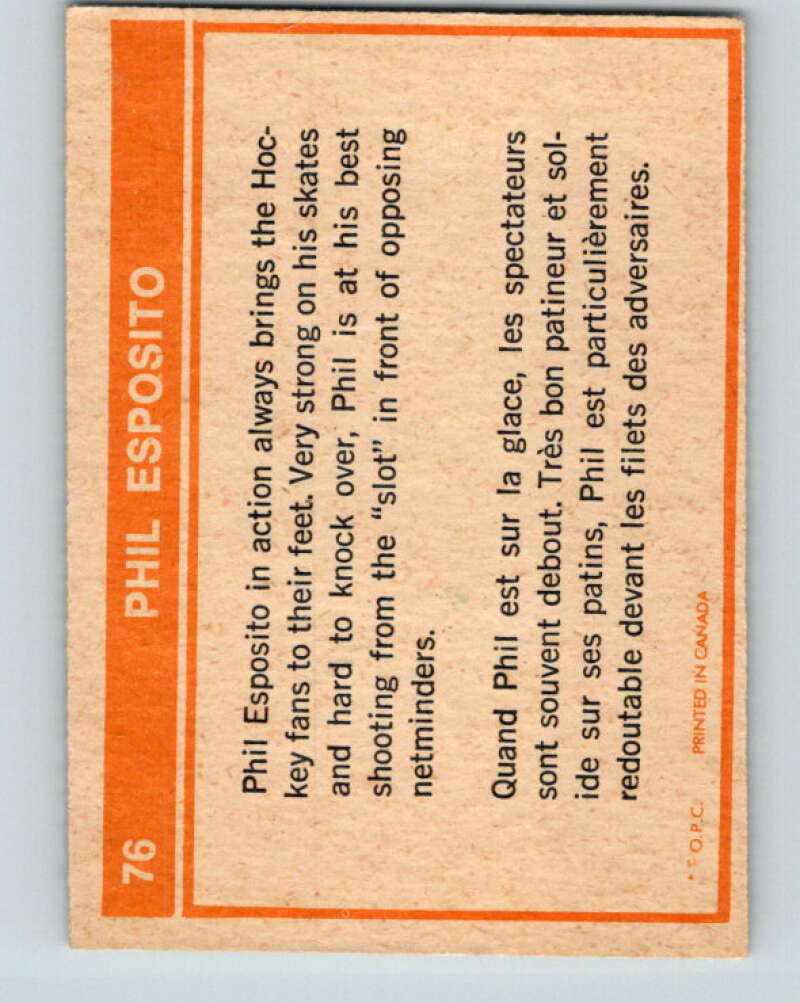 76 PHIL ESPOSITO
Phil Esposito in action always brings the Hoc-
key fans to their feet. Very strong on his skates
and hard to knock over, Phil is at his best
shooting from the “slot” in front of opposing
netminders.
Quand Phil est sur la glace, les spectateurs
sont souvent debout. Très bon patineur et sol-
ide sur ses patins, Phil est particulièrement
redoutable devant les filets des adversaires.
O.P.C. PRINTED IN CANADA